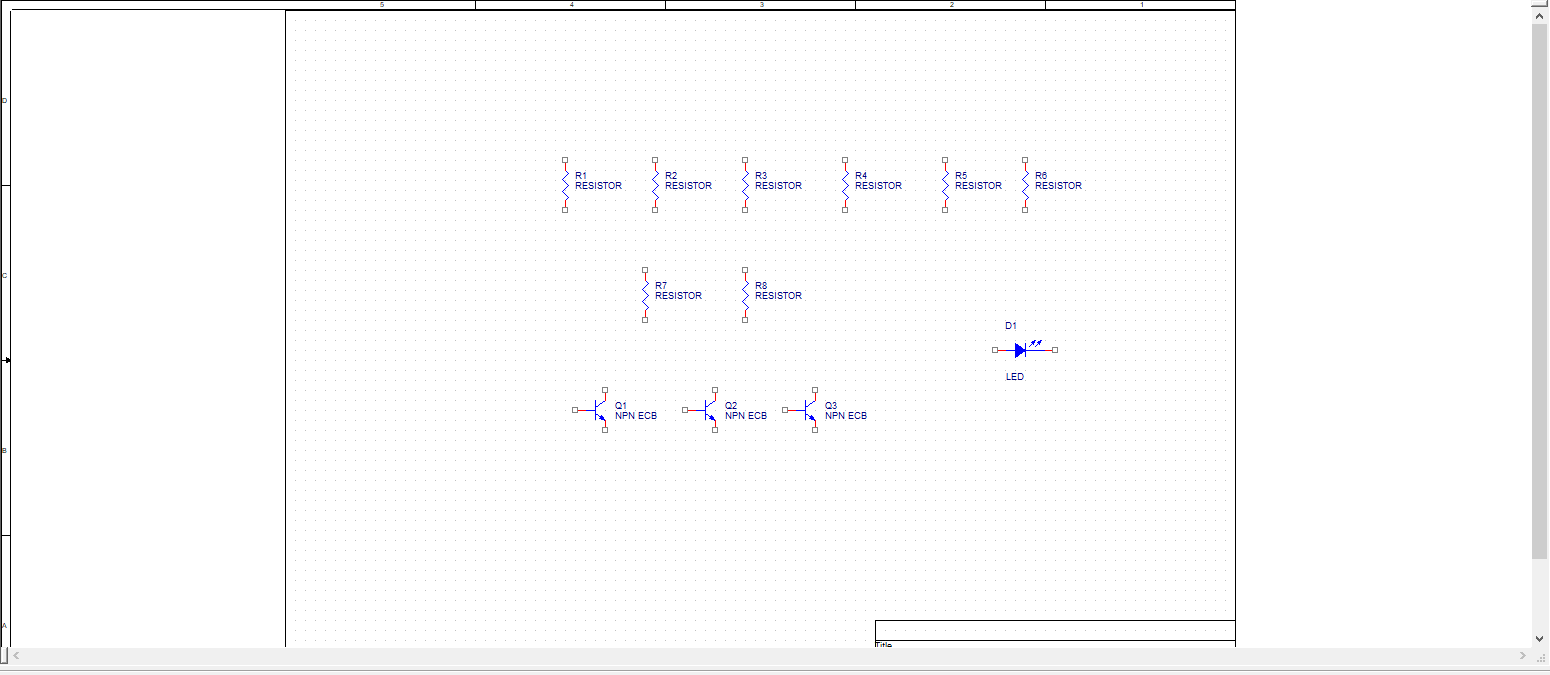 5 4 3 2 1
D
R1 R2 R3 R4 R5 R6
RESISTOR RESISTOR RESISTOR RESISTOR RESISTOR RESISTOR
C
R7 R8
RESISTOR RESISTOR
D1
LED
Q1 Q2 Q3
NPN ECB NPN ECB NPN ECB
B
A
Title